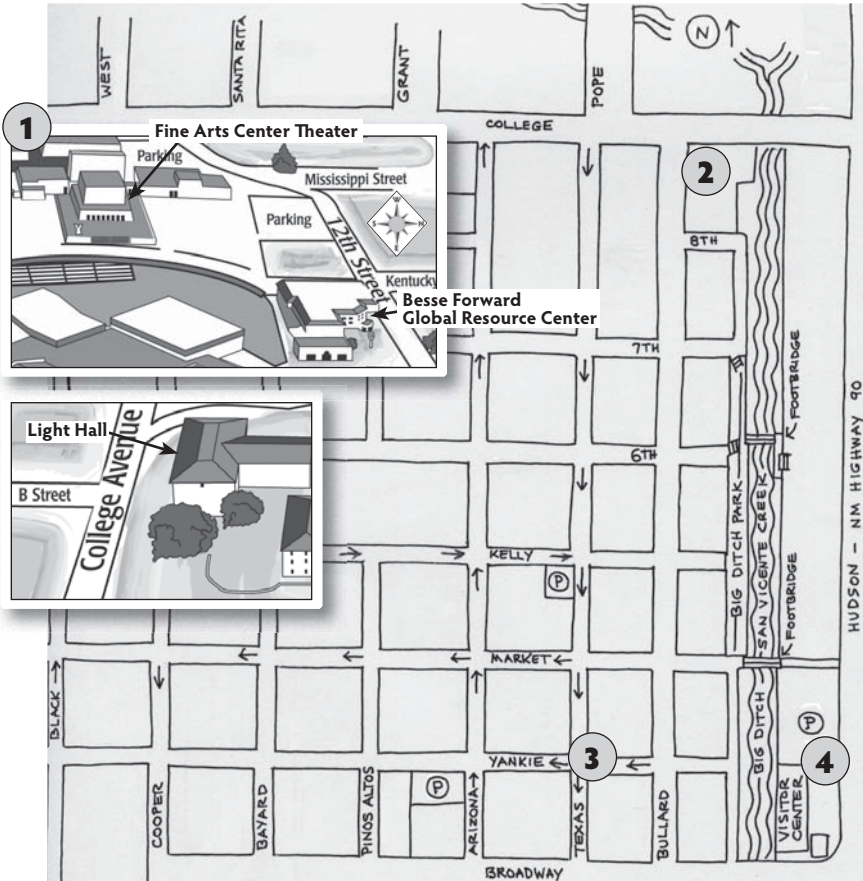 WEST
SANTA RITA
GRANT
POPE
N
COLLEGE
1
Fine Arts Center Theater
Parking
Mississippi Street
Parking
12th Street
W
S
N
E
Kentucky
Besse Forward
Global Resource Center
2
8TH
7TH
FOOTBRIDGE
6TH
Light Hall
College Avenue
B Street
BIG DITCH PARK
SAN VICENTE CREEK
HUDSON - NM HIGHWAY 90
KELLY
P
FOOTBRIDGE
MARKET
BLACK
BIG DITCH
P
YANKIE
3
4
COOPER
BAYARD
PINOS ALTOS
P
ARIZONA
TEXAS
BULLARD
VISITOR
CENTER
BROADWAY